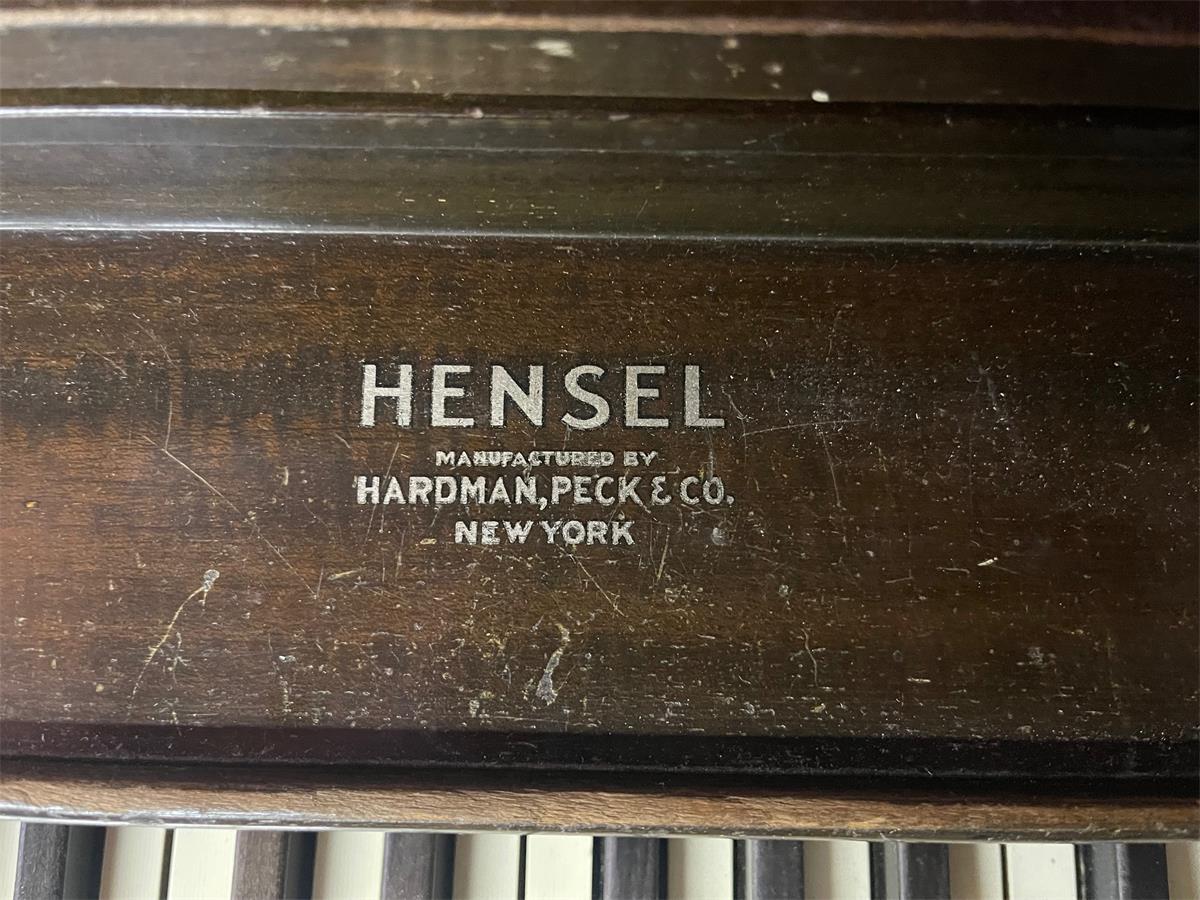 HENSEL
MANUFACTURED BY
HARDMAN, PECK & CO.
NEW YORK